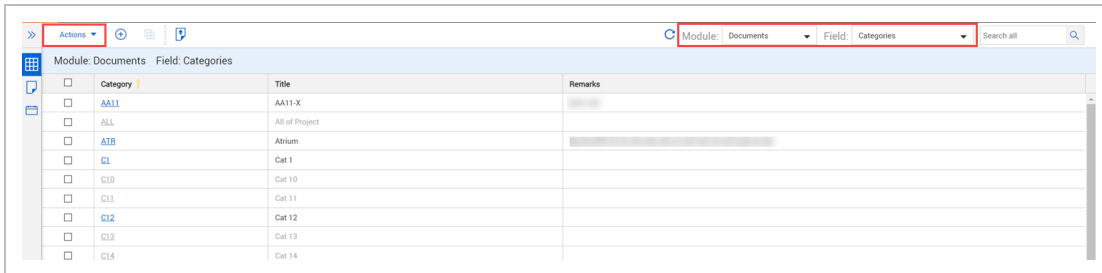 Actions Module: Documents Field: Categories Search all
Module: Documents Field: Categories
Category Title Remarks
AA11 AA11-X
ALL All of Project
ATR Atrium
C1 Cat 1
C10 Cat 10
C11 Cat 11
C12 Cat 12
C13 Cat 13
C14 Cat 14